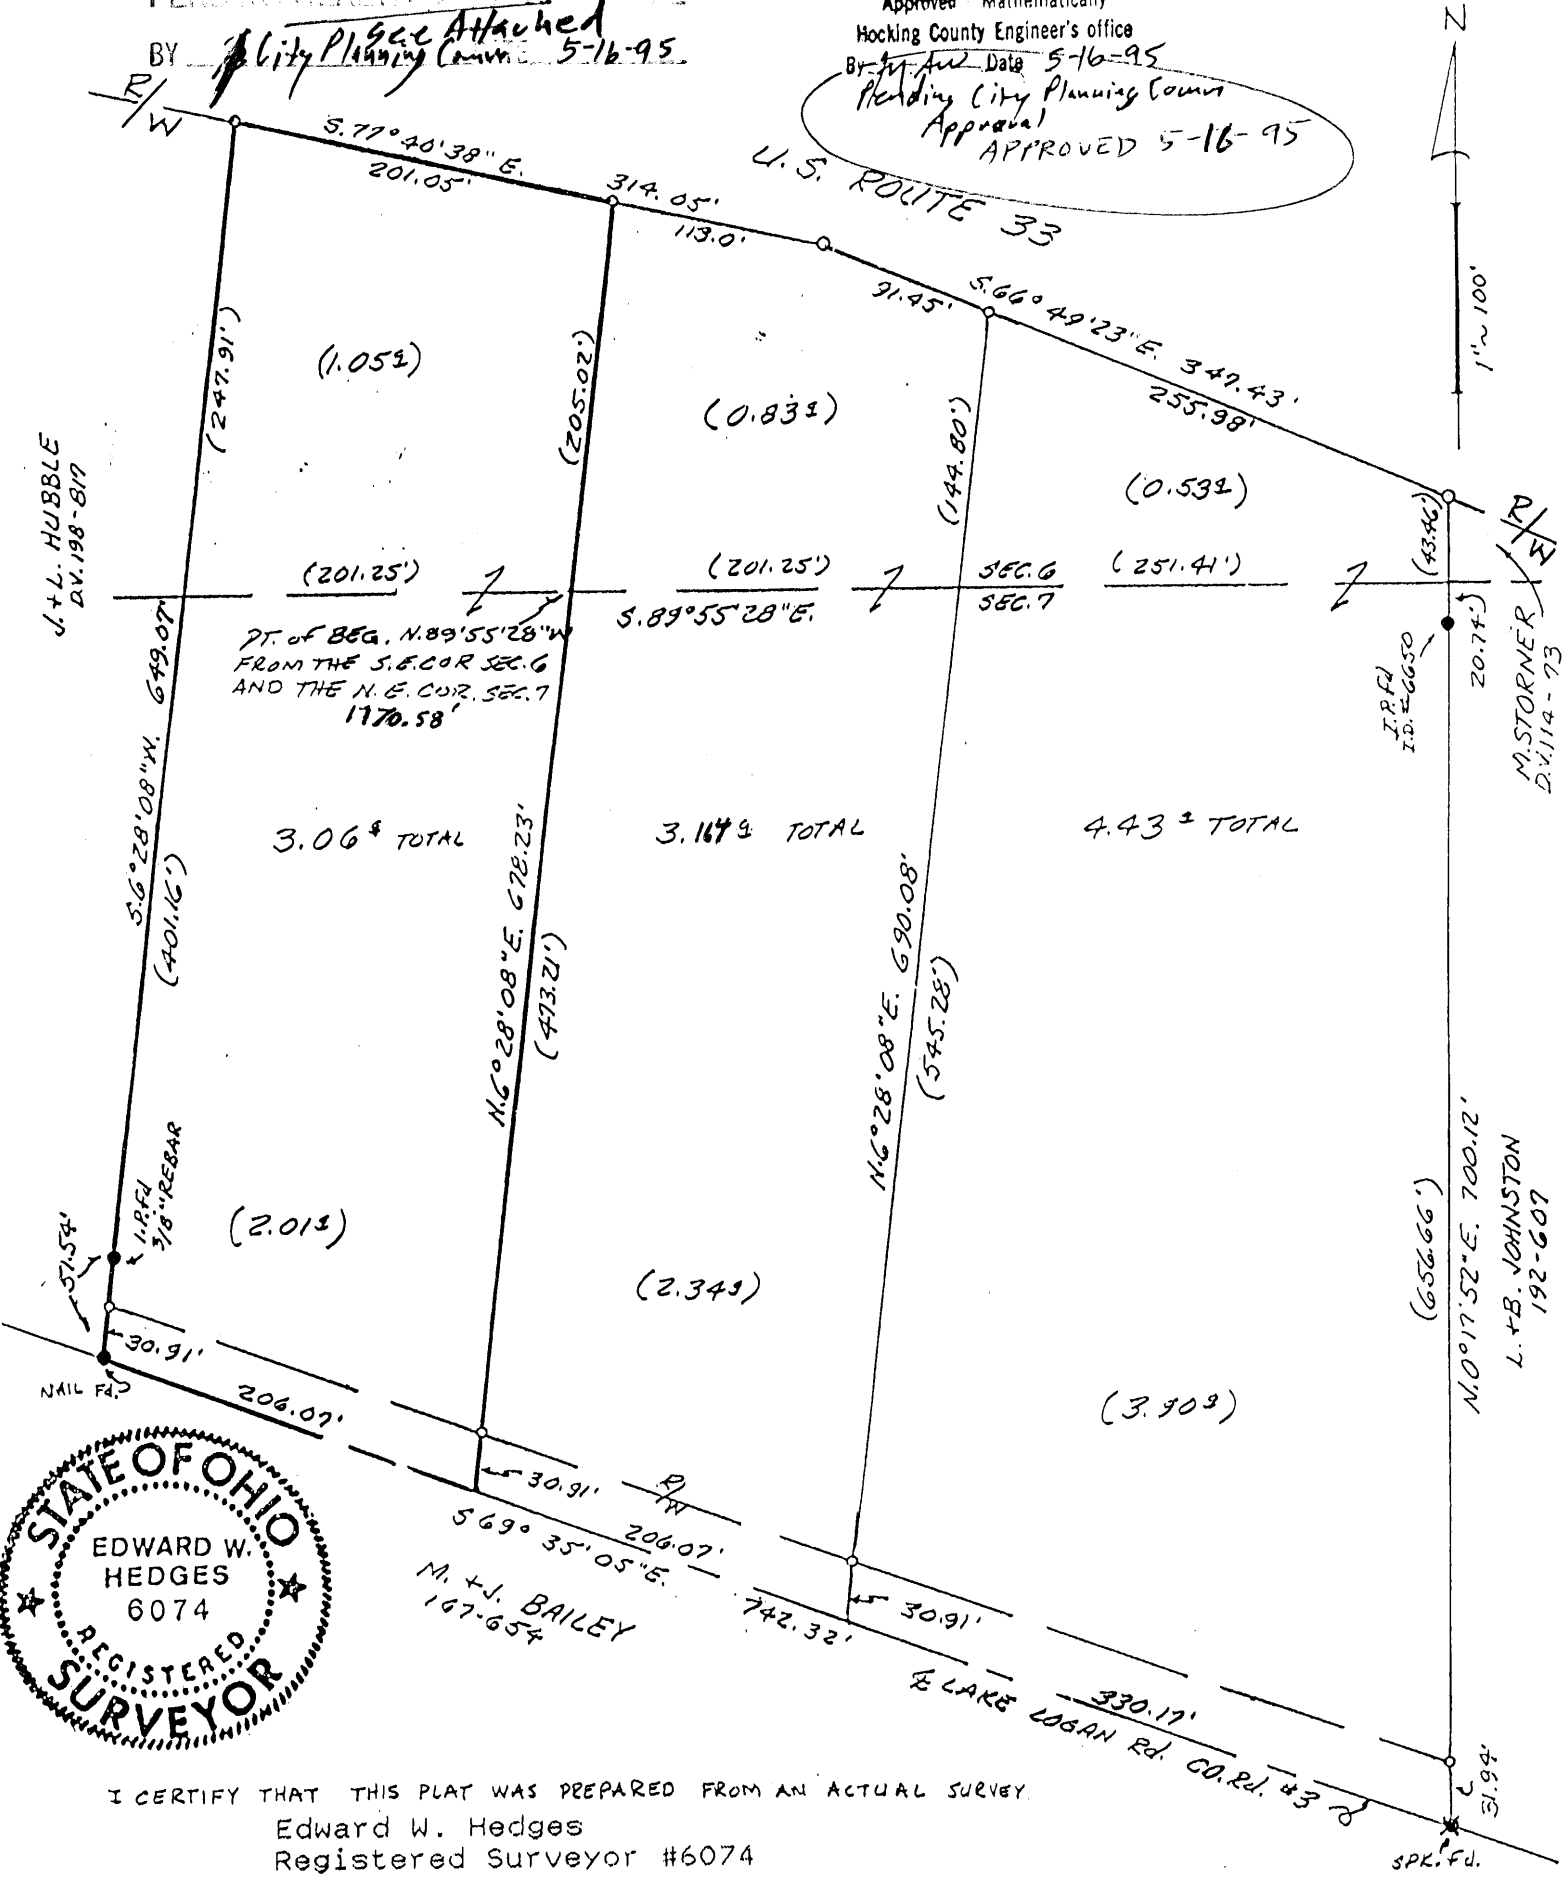 See Attached
BY City Planning Comm. 5-16-95
Approved Mathematically
Hocking County Engineer's office
By Date 5-16-95
Pending City Planning Comm
Approval
APPROVED 5-16-95
R/W
S.77°40'38"E.
201.05'
314.05'
113.0'
U.S. ROUTE 33
N
1"~100'
91.45'
S.66°49'23"E. 347.43'
255.98'
(247.91')
(1.05±)
(205.02')
(0.83±)
(144.80')
(0.53±)
(43.46')
R/W
J.+L. HUBBLE
D.V.198-817
(201.25')
(201.25')
SEC.6
SEC.7
(251.41')
S.89°55'28"E.
PT. of BEG. N.89°55'28"W
FROM THE S.E.COR SEC.6
AND THE N.E. COR. SEC.7
1770.58'
I.P.Fd
I.D.#6650
20.74'
M.STORNER
D.V.114-73
S.6°28'08"W. 649.07'
(401.16')
3.06± TOTAL
N.6°28'08"E. 678.23'
(473.21')
3.17± TOTAL
N.6°28'08"E. 690.08'
(545.28')
4.43± TOTAL
N.0°17'52"E. 700.12'
(656.66')
L.+B. JOHNSTON
192-607
51.54'
I.P.Fd
3/8"REBAR
(2.01±)
(2.34±)
(3.90±)
30.91'
NAIL Fd.
206.07'
30.91'
R/W
S69°35'05"E.
206.07'
M.+J. BAILEY
167-654
742.32'
30.91'
330.17'
℄ LAKE LOGAN Rd. CO.Rd. #3
31.94'
SPK.Fd.
STATE OF OHIO
EDWARD W.
HEDGES
6074
REGISTERED
SURVEYOR
I CERTIFY THAT THIS PLAT WAS PREPARED FROM AN ACTUAL SURVEY
Edward W. Hedges
Registered Surveyor #6074